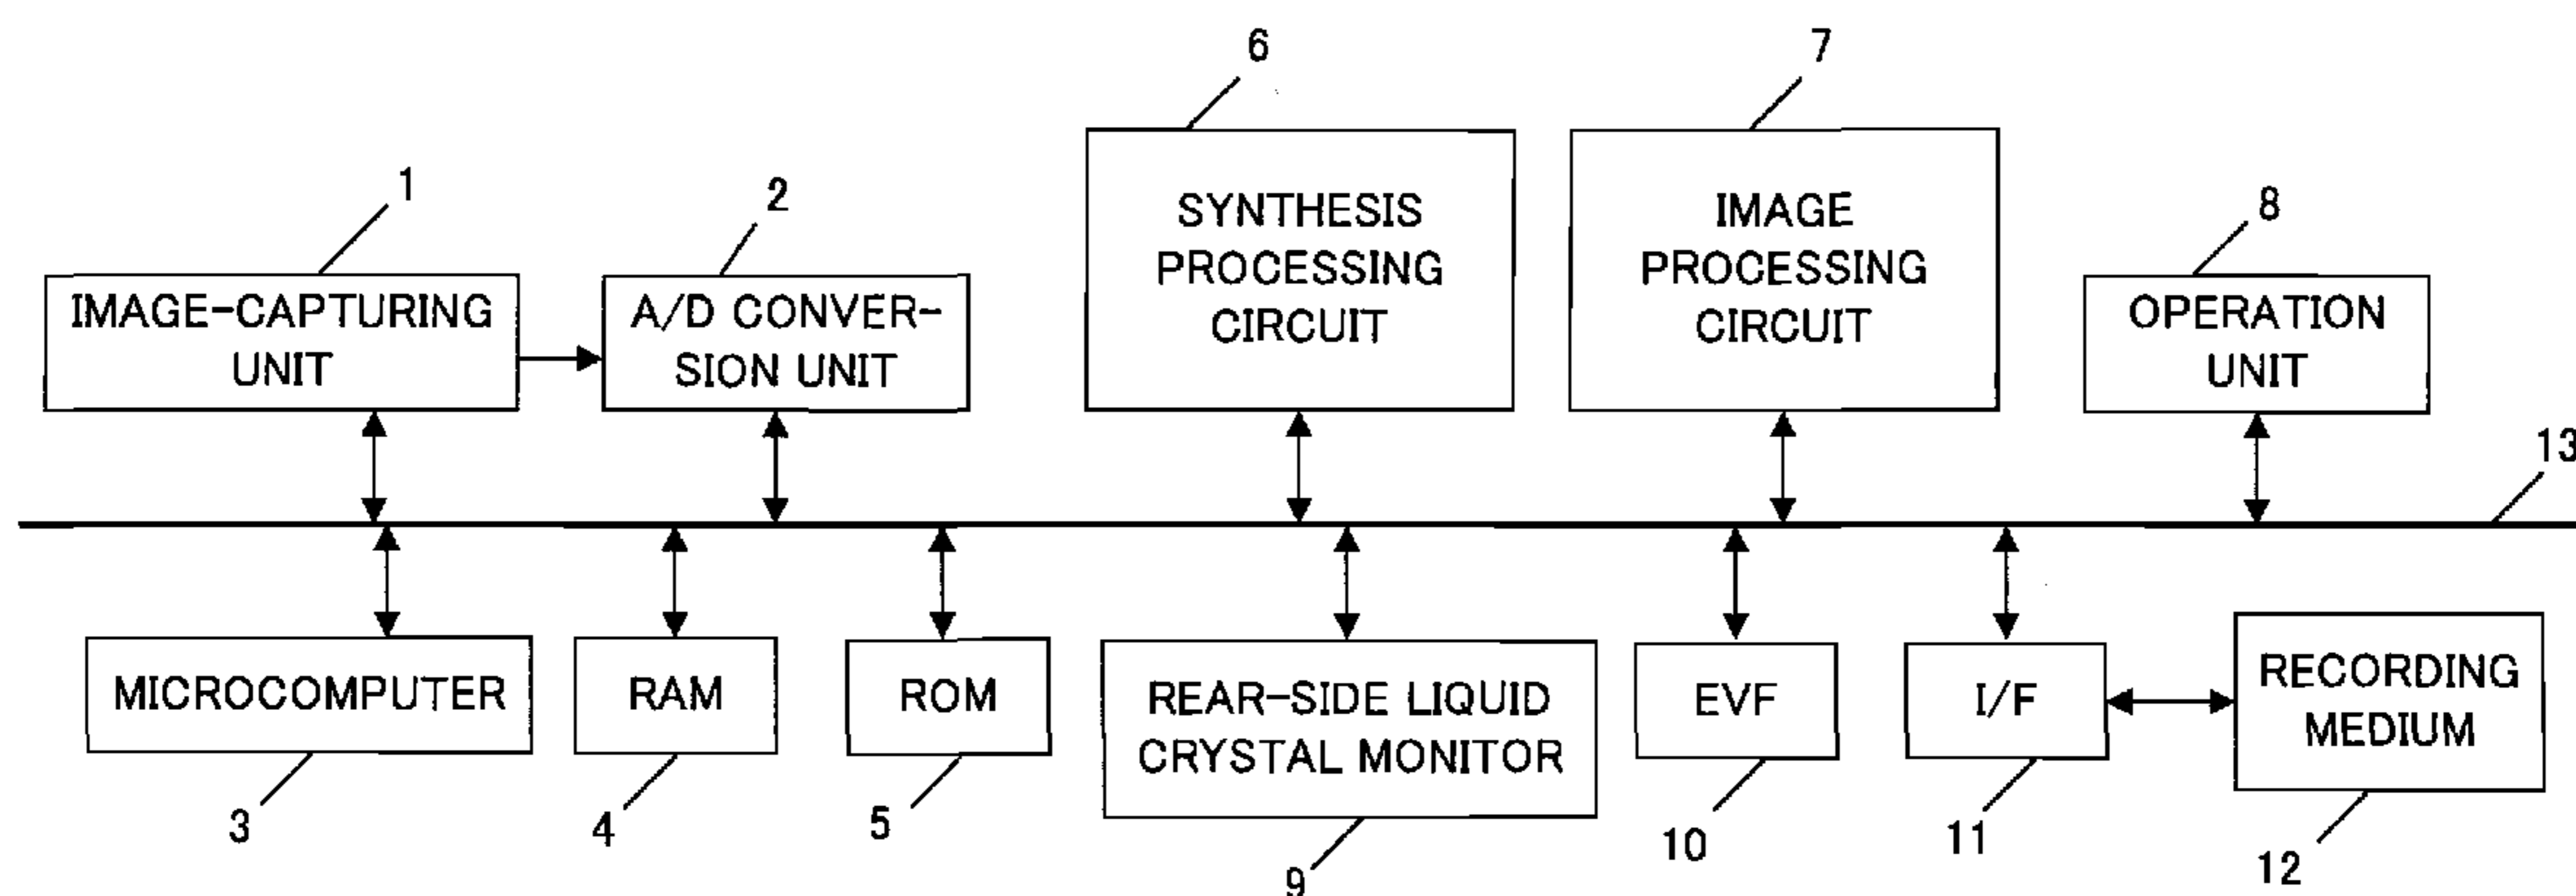 6
7
1
2
8
SYNTHESIS
PROCESSING
CIRCUIT
IMAGE
PROCESSING
CIRCUIT
IMAGE-CAPTURING
UNIT
A/D CONVER-
SION UNIT
OPERATION
UNIT
13
MICROCOMPUTER
RAM
ROM
REAR-SIDE LIQUID
CRYSTAL MONITOR
EVF
I/F
RECORDING
MEDIUM
3
4
5
9
10
11
12